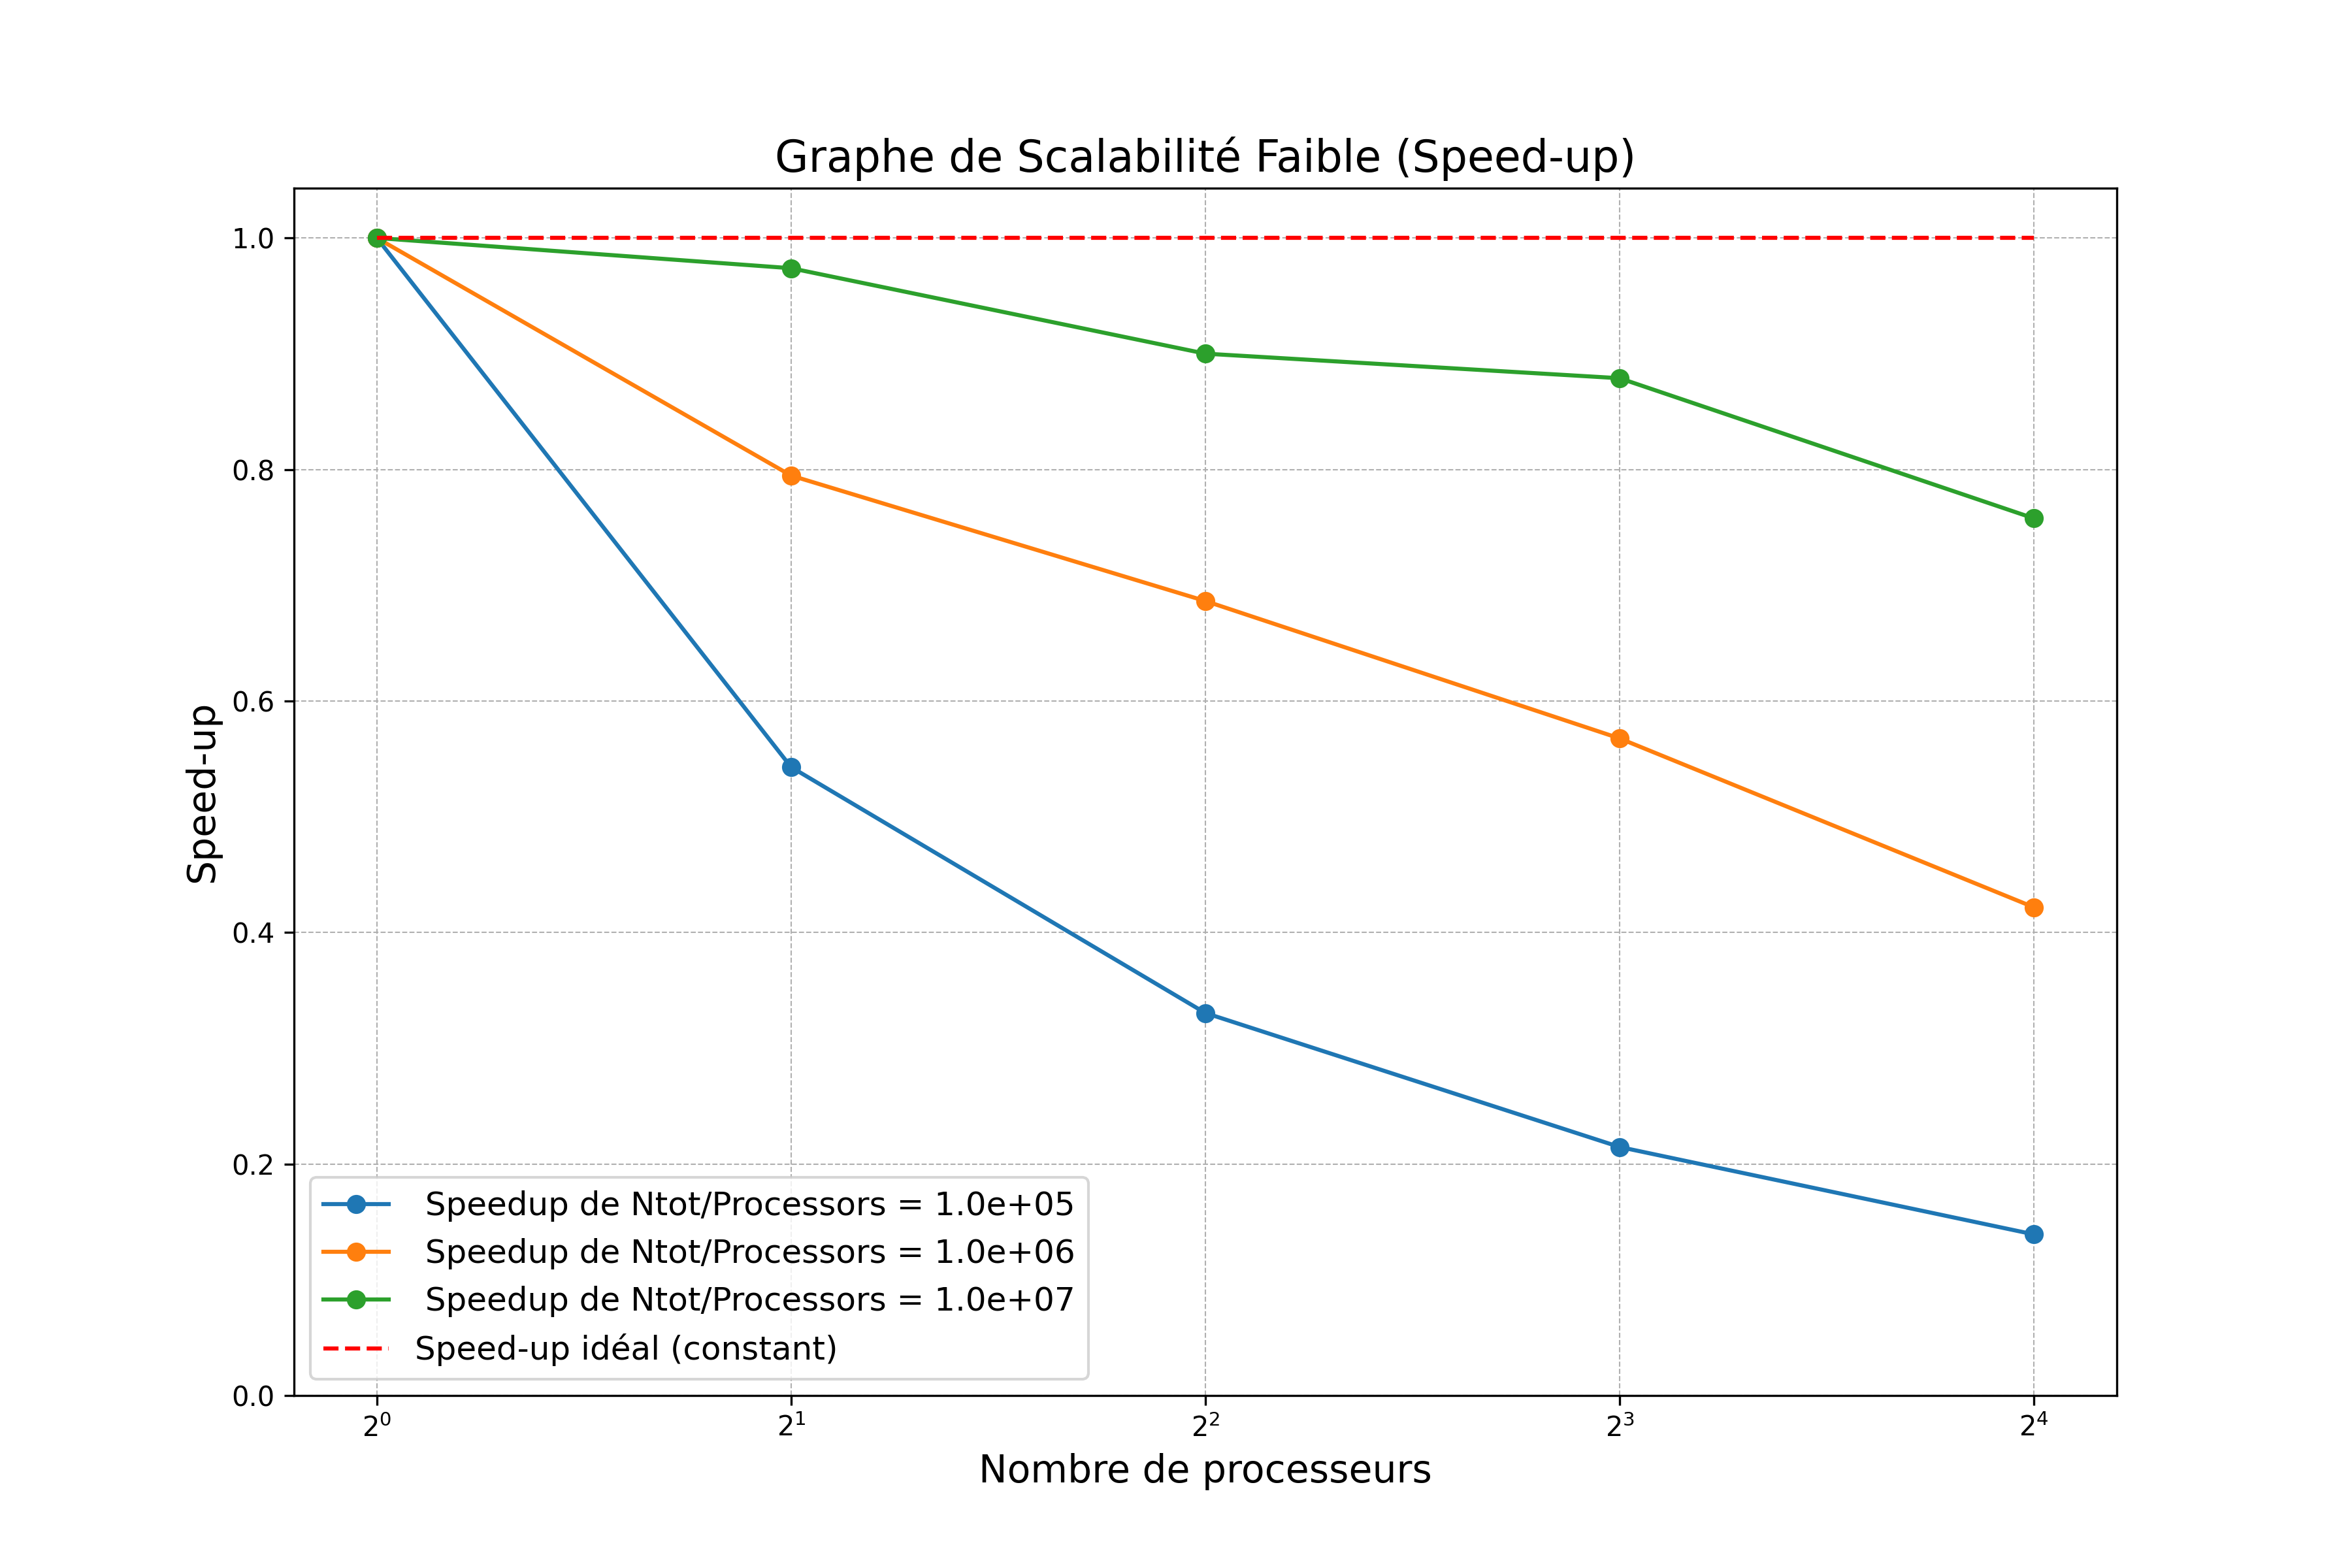 Graphe de Scalabilité Faible (Speed-up)
1.0
0.8
0.6
0.4
0.2
0.0
Speed-up
Speedup de Ntot/Processors = 1.0e+05
Speedup de Ntot/Processors = 1.0e+06
Speedup de Ntot/Processors = 1.0e+07
Speed-up idéal (constant)
2⁰ 2¹ 2² 2³ 2⁴
Nombre de processeurs